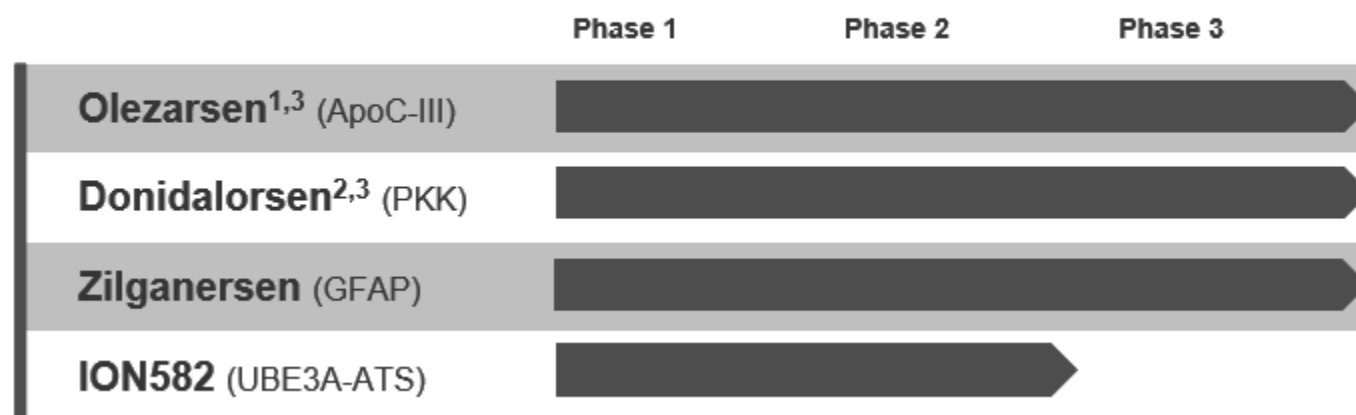 Phase 1 Phase 2 Phase 3
Olezarsen1,3 (ApoC-III)
Donidalorsen2,3 (PKK)
Zilganersen (GFAP)
ION582 (UBE3A-ATS)